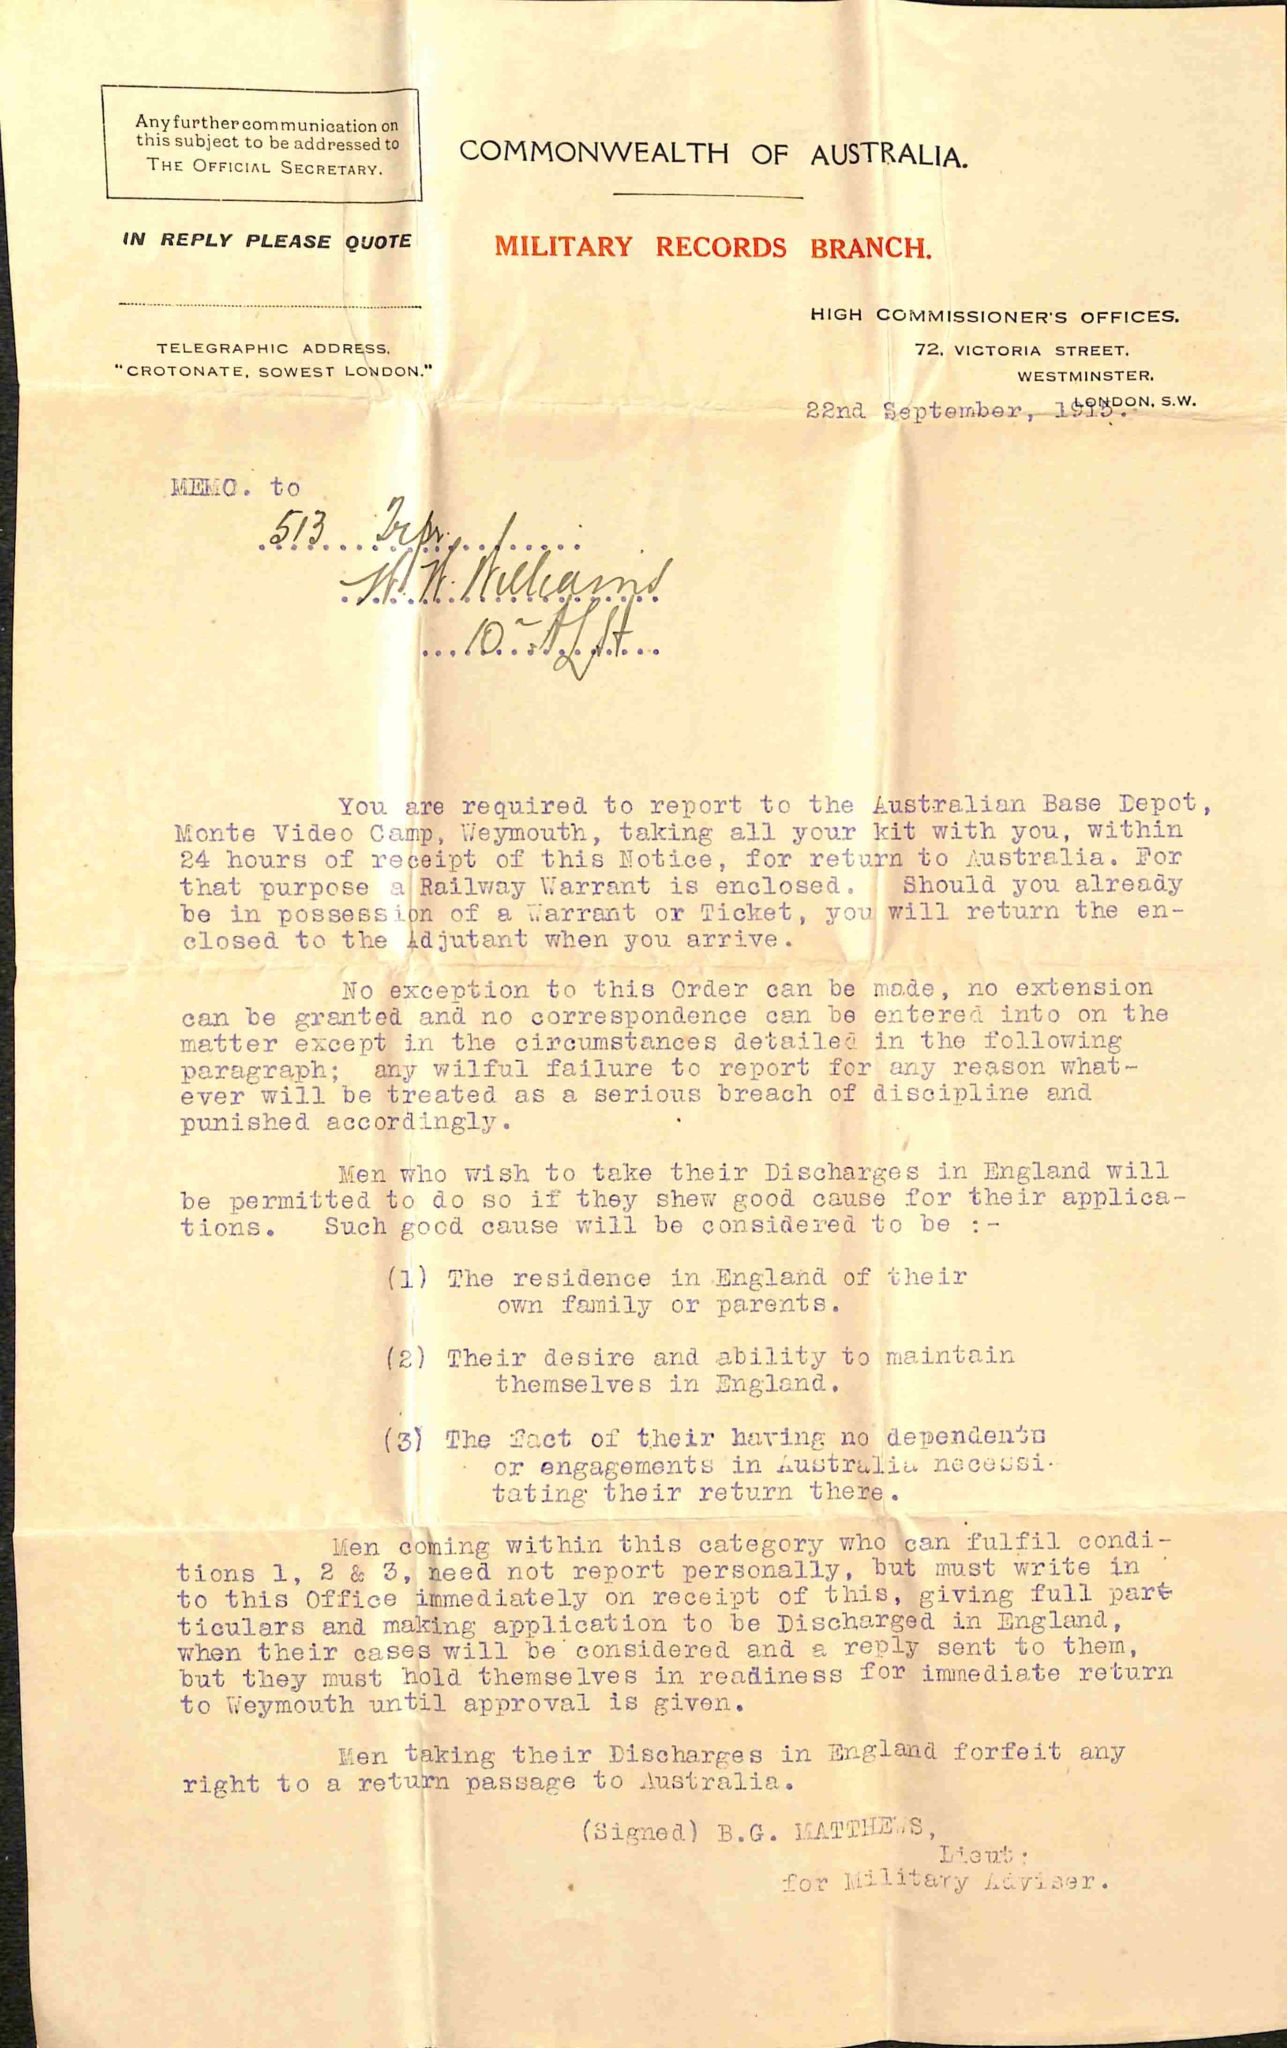 Any further communication on
this subject to be addressed to
THE OFFICIAL SECRETARY.
COMMONWEALTH OF AUSTRALIA.
IN REPLY PLEASE QUOTE
MILITARY RECORDS BRANCH.
HIGH COMMISSIONER'S OFFICES.
TELEGRAPHIC ADDRESS,
"CROTONATE, SOWEST LONDON."
72, VICTORIA STREET,
WESTMINSTER,
LONDON, S.W.
22nd September, 1915.
MEMO. to
513 Trpr.
W. Williams
10
You are required to report to the Australian Base Depot,
Monte Video Camp, Weymouth, taking all your kit with you, within
24 hours of receipt of this Notice, for return to Australia. For
that purpose a Railway Warrant is enclosed. Should you already
be in possession of a Warrant or Ticket, you will return the en-
closed to the Adjutant when you arrive.
No exception to this Order can be made, no extension
can be granted and no correspondence can be entered into on the
matter except in the circumstances detailed in the following
paragraph; any wilful failure to report for any reason what-
ever will be treated as a serious breach of discipline and
punished accordingly.
Men who wish to take their Discharges in England will
be permitted to do so if they shew good cause for their applica-
tions. Such good cause will be considered to be :-
(1) The residence in England of their
own family or parents.
(2) Their desire and ability to maintain
themselves in England.
(3) The fact of their having no dependents
or engagements in Australia necessi-
tating their return there.
Men coming within this category who can fulfil condi-
tions 1, 2 & 3, need not report personally, but must write in
to this Office immediately on receipt of this, giving full part
ticulars and making application to be Discharged in England,
when their cases will be considered and a reply sent to them,
but they must hold themselves in readiness for immediate return
to Weymouth until approval is given.
Men taking their Discharges in England forfeit any
right to a return passage to Australia.
(Signed) B.G. MATTHEWS,
Lieut;
for Military Adviser.